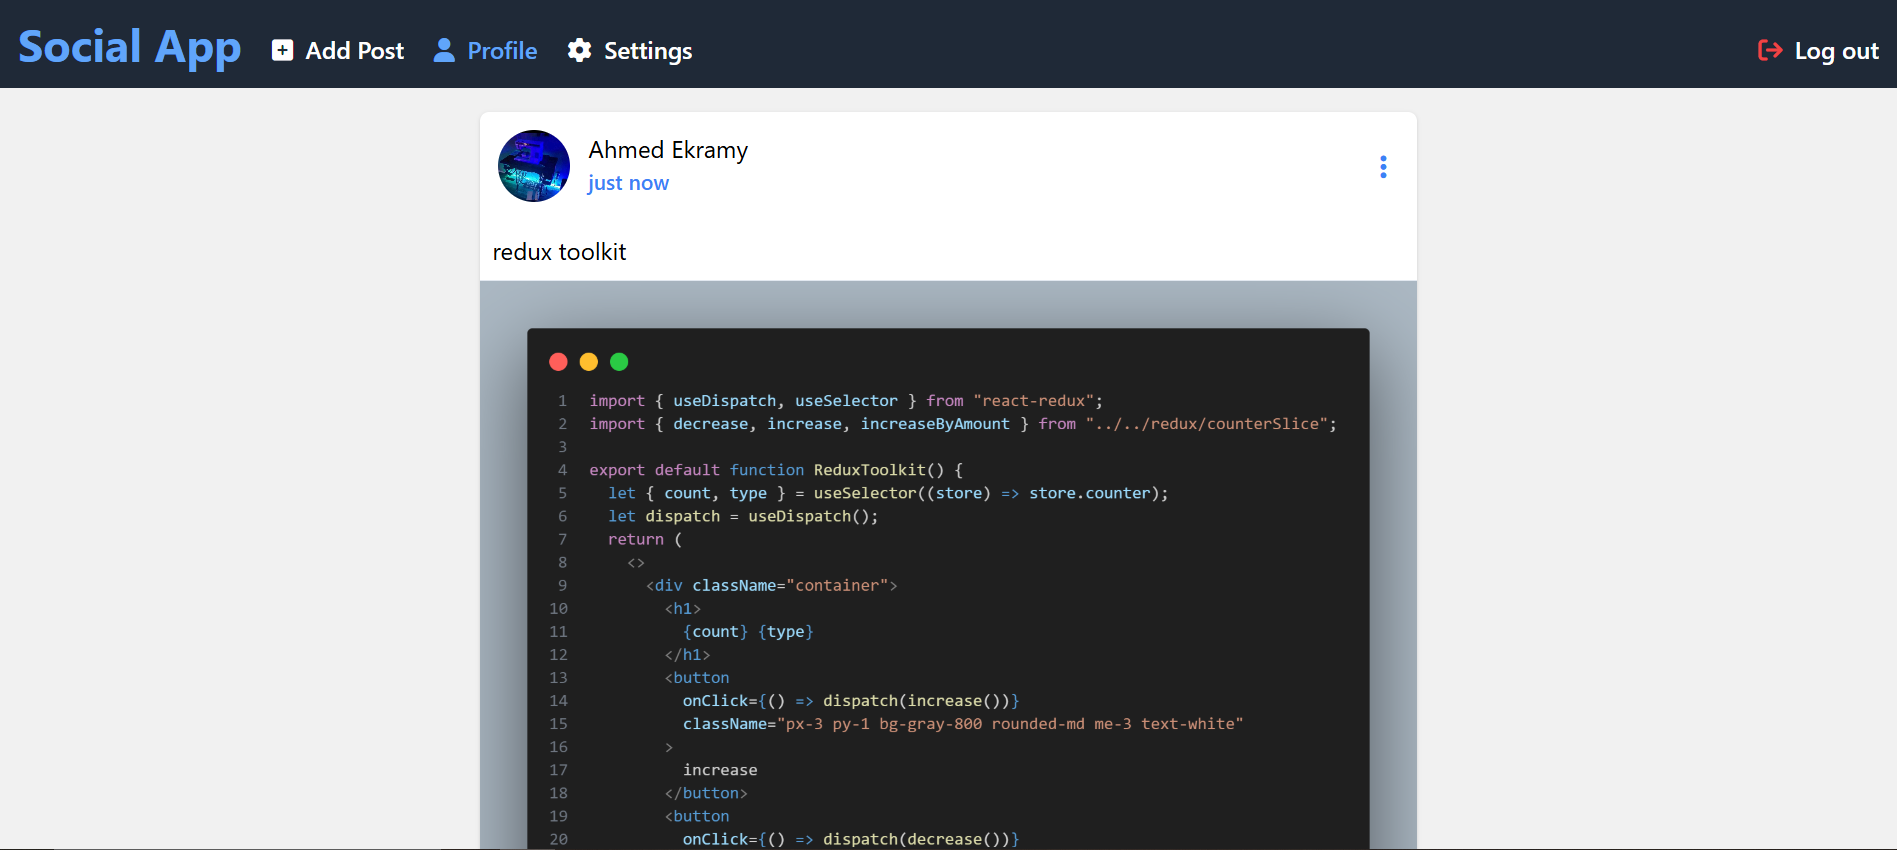 Social App Add Post Profile Settings Log out
Ahmed Ekramy
just now
redux toolkit
1 import { useDispatch, useSelector } from "react-redux";
2 import { decrease, increase, increaseByAmount } from "../../redux/counterSlice";
3
4 export default function ReduxToolkit() {
5   let { count, type } = useSelector((store) => store.counter);
6   let dispatch = useDispatch();
7   return (
8     <>
9       <div className="container">
10         <h1>
11           {count} {type}
12         </h1>
13         <button
14           onClick={() => dispatch(increase())}
15           className="px-3 py-1 bg-gray-800 rounded-md me-3 text-white"
16         >
17           increase
18         </button>
19         <button
20           onClick={() => dispatch(decrease())}